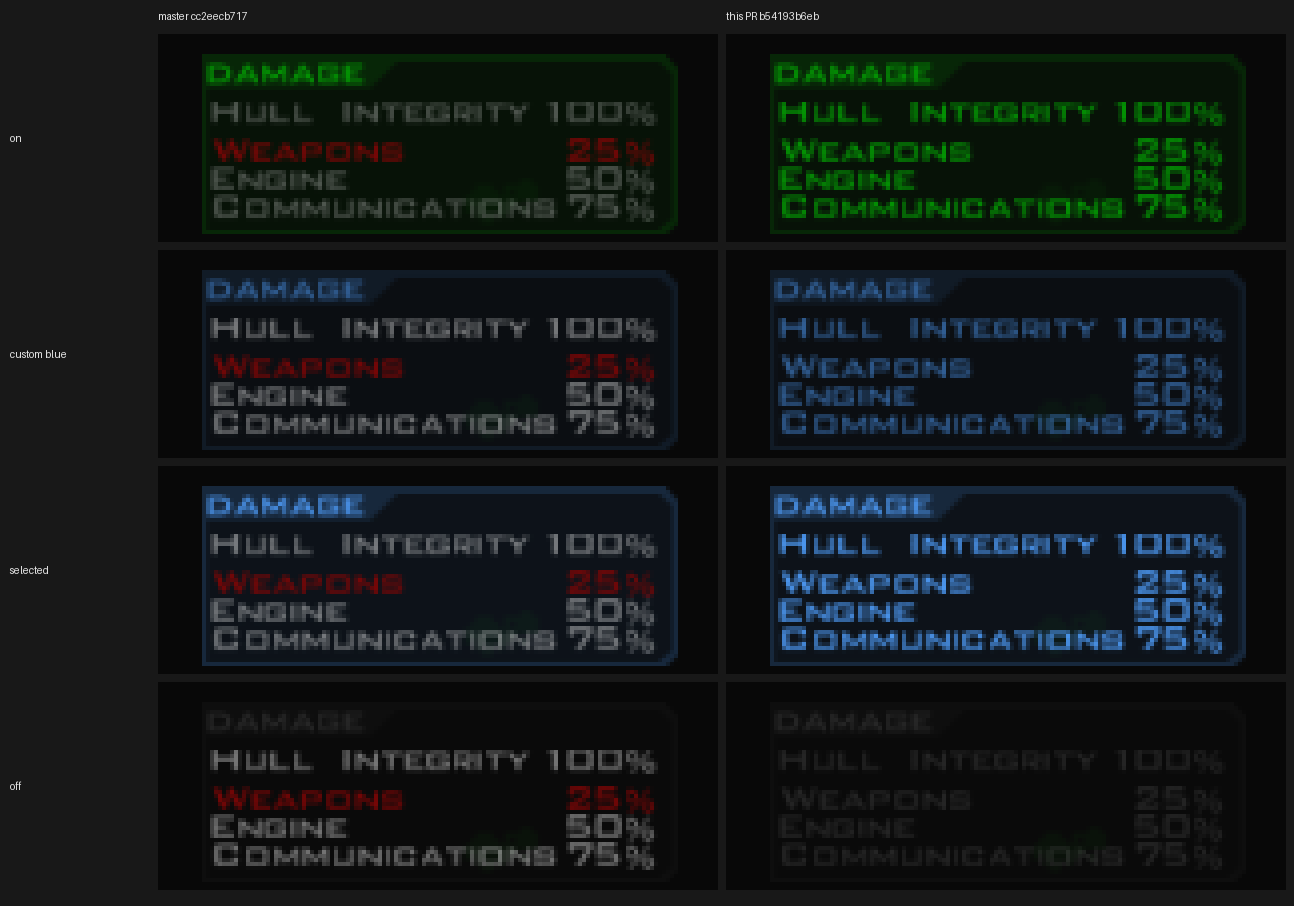 master cc2eecb717
this PR b54193b6eb
on
DAMAGE
HULL INTEGRITY 100%
WEAPONS 25%
ENGINE 50%
COMMUNICATIONS 75%
DAMAGE
HULL INTEGRITY 100%
WEAPONS 25%
ENGINE 50%
COMMUNICATIONS 75%
custom blue
DAMAGE
HULL INTEGRITY 100%
WEAPONS 25%
ENGINE 50%
COMMUNICATIONS 75%
DAMAGE
HULL INTEGRITY 100%
WEAPONS 25%
ENGINE 50%
COMMUNICATIONS 75%
selected
DAMAGE
HULL INTEGRITY 100%
WEAPONS 25%
ENGINE 50%
COMMUNICATIONS 75%
DAMAGE
HULL INTEGRITY 100%
WEAPONS 25%
ENGINE 50%
COMMUNICATIONS 75%
off
DAMAGE
HULL INTEGRITY 100%
WEAPONS 25%
ENGINE 50%
COMMUNICATIONS 75%
DAMAGE
HULL INTEGRITY 100%
WEAPONS 25%
ENGINE 50%
COMMUNICATIONS 75%